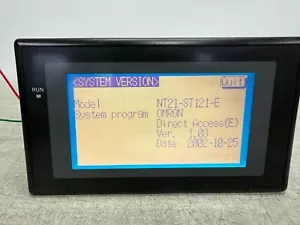 <SYSTEM VERSION>
Quit
RUN
Model NT21-ST121-E
System program OMRON
Direct Access(E)
Ver. 1.03
Date 2002-10-25